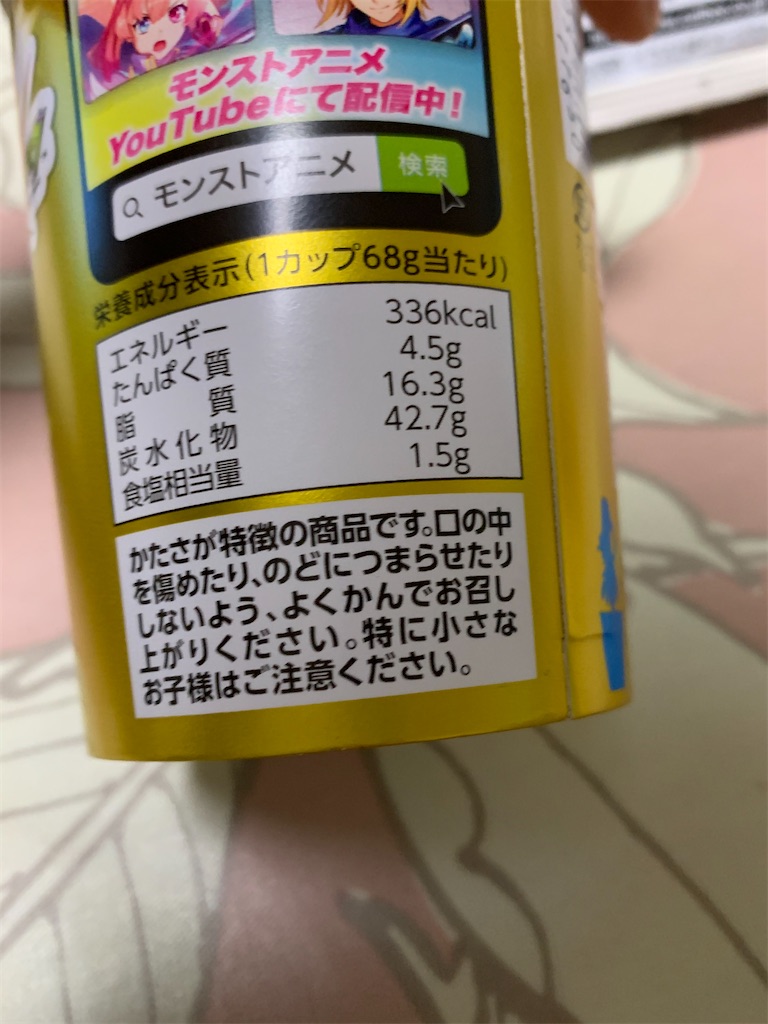 モンストアニメ
YouTubeにて配信中!
モンストアニメ 検索
栄養成分表示(1カップ68g当たり)
エネルギー 336kcal
たんぱく質 4.5g
脂質 16.3g
炭水化物 42.7g
食塩相当量 1.5g
かたさが特徴の商品です。口の中
を傷めたり、のどにつまらせたり
しないよう、よくかんでお召し
上がりください。特に小さな
お子様はご注意ください。